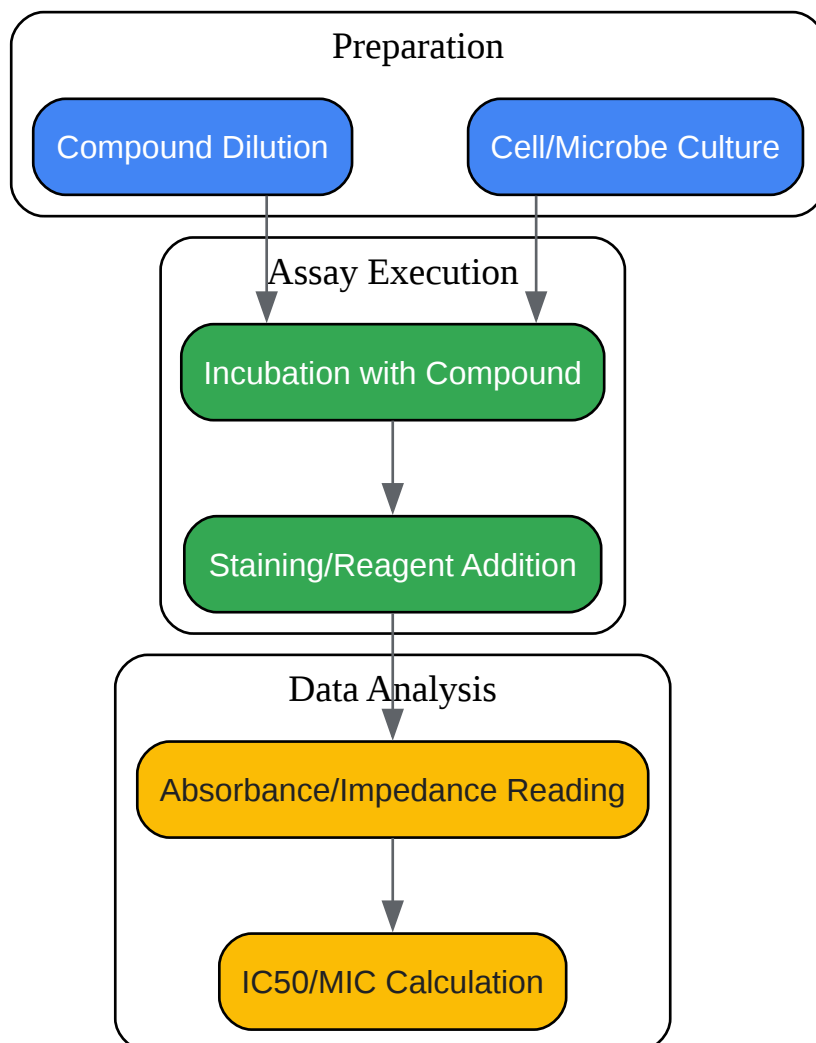 Preparation
Compound Dilution
Cell/Microbe Culture
Assay Execution
Incubation with Compound
Staining/Reagent Addition
Data Analysis
Absorbance/Impedance Reading
IC50/MIC Calculation